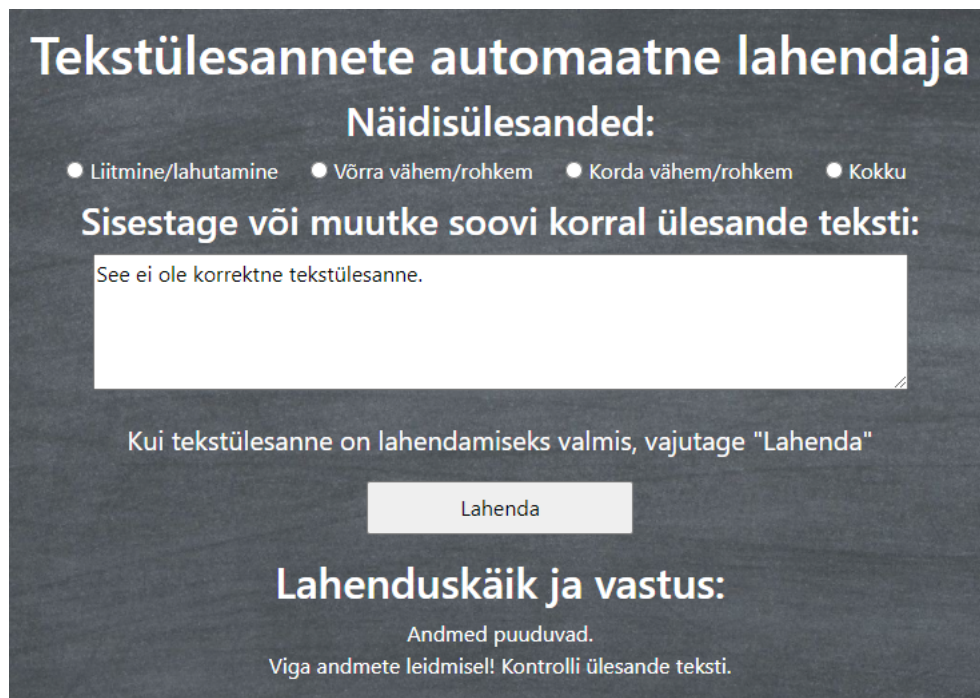 Tekstülesannete automaatne lahendaja
Näidisülesanded:
Liitmine/lahutamine Võrra vähem/rohkem Korda vähem/rohkem Kokku
Sisestage või muutke soovi korral ülesande teksti:
See ei ole korrektne tekstülesanne.
Kui tekstülesanne on lahendamiseks valmis, vajutage "Lahenda"
Lahenda
Lahenduskäik ja vastus:
Andmed puuduvad.
Viga andmete leidmisel! Kontrolli ülesande teksti.